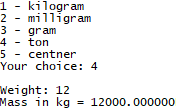 1 - kilogram
2 - milligram
3 - gram
4 - ton
5 - centner
Your choice: 4
Weight: 12
Mass in kg = 12000.000000